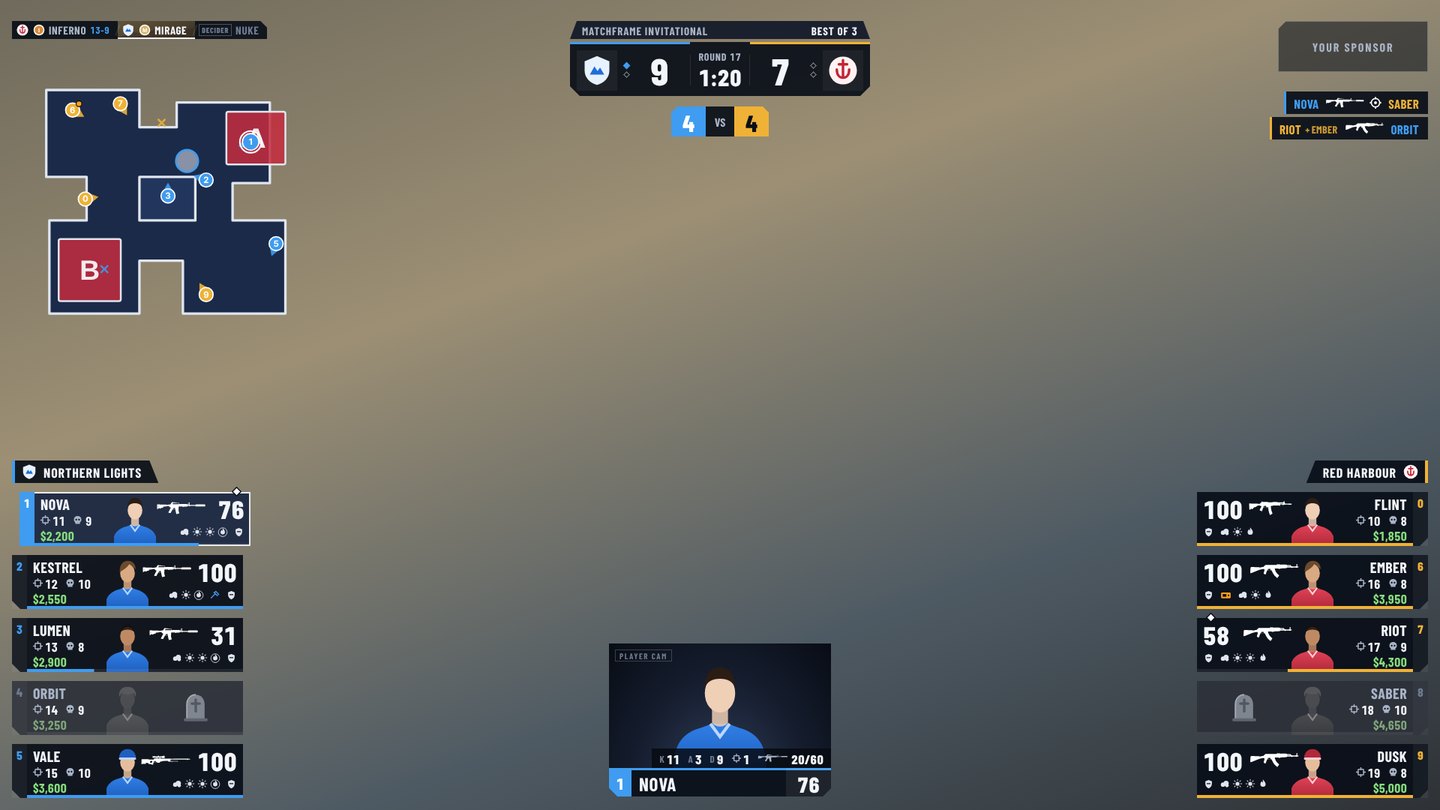 INFERNO 13-9 MIRAGE DECIDER NUKE
MATCHFRAME INVITATIONAL BEST OF 3
9 ROUND 17 7
1:20
4 VS 4
YOUR SPONSOR
NOVA SABER
RIOT + EMBER ORBIT
6 7
A
1
2
3
0
5
B
9
NORTHERN LIGHTS
1 NOVA 76
11 9
$2,200
2 KESTREL 100
12 10
$2,550
3 LUMEN 31
13 8
$2,900
4 ORBIT
14 9
$3,250
5 VALE 100
15 10
$3,600
PLAYER CAM
K 11 A 3 D 9 1 20/60
1 NOVA 76
RED HARBOUR
100 FLINT 0
10 8
$1,850
100 EMBER 6
16 8
$3,950
58 RIOT 7
17 9
$4,300
SABER 8
18 10
$4,650
100 DUSK 9
19 8
$5,000